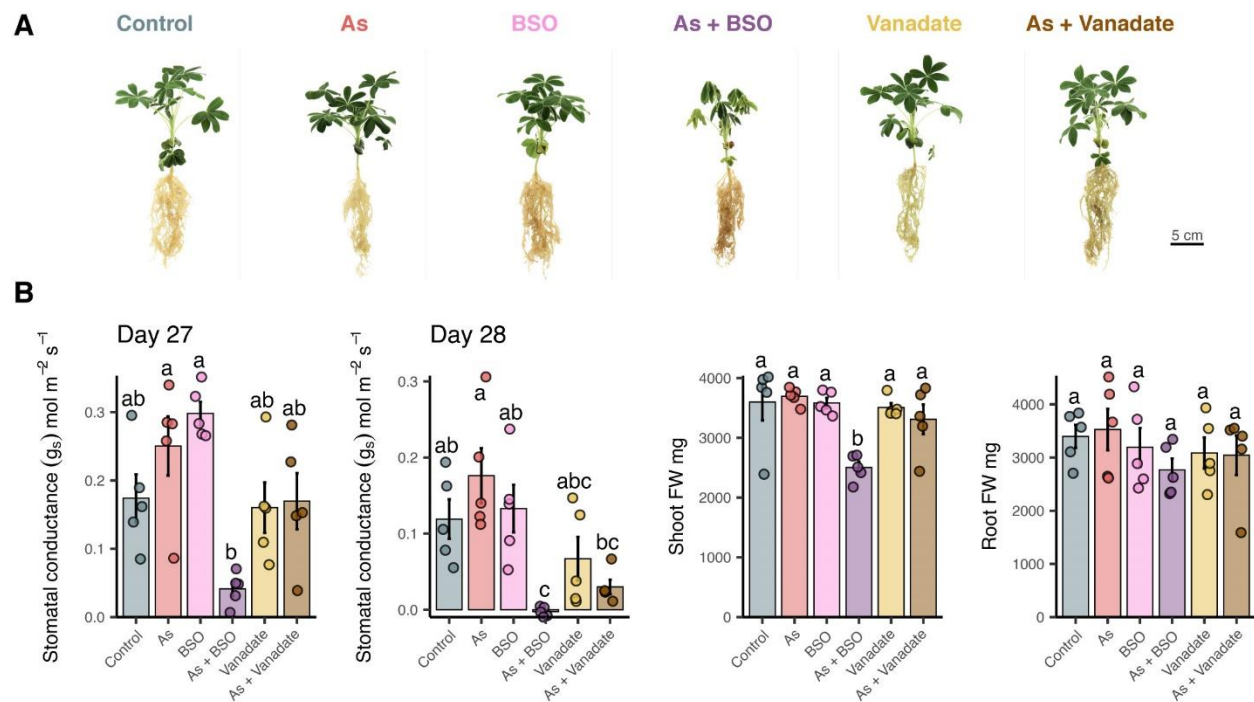 A
Control As BSO As + BSO Vanadate As + Vanadate
5 cm
B
Day 27
Stomatal conductance (gₛ) mol m⁻² s⁻¹
0.3
0.2
0.1
0.0
ab a a b ab ab
Control As BSO As + BSO Vanadate As + Vanadate
Day 28
Stomatal conductance (gₛ) mol m⁻² s⁻¹
0.3
0.2
0.1
0.0
ab a ab c abc bc
Control As BSO As + BSO Vanadate As + Vanadate
Shoot FW mg
4000
3000
2000
1000
0
a a a b a a
Control As BSO As + BSO Vanadate As + Vanadate
Root FW mg
4000
3000
2000
1000
0
a a a a a a
Control As BSO As + BSO Vanadate As + Vanadate